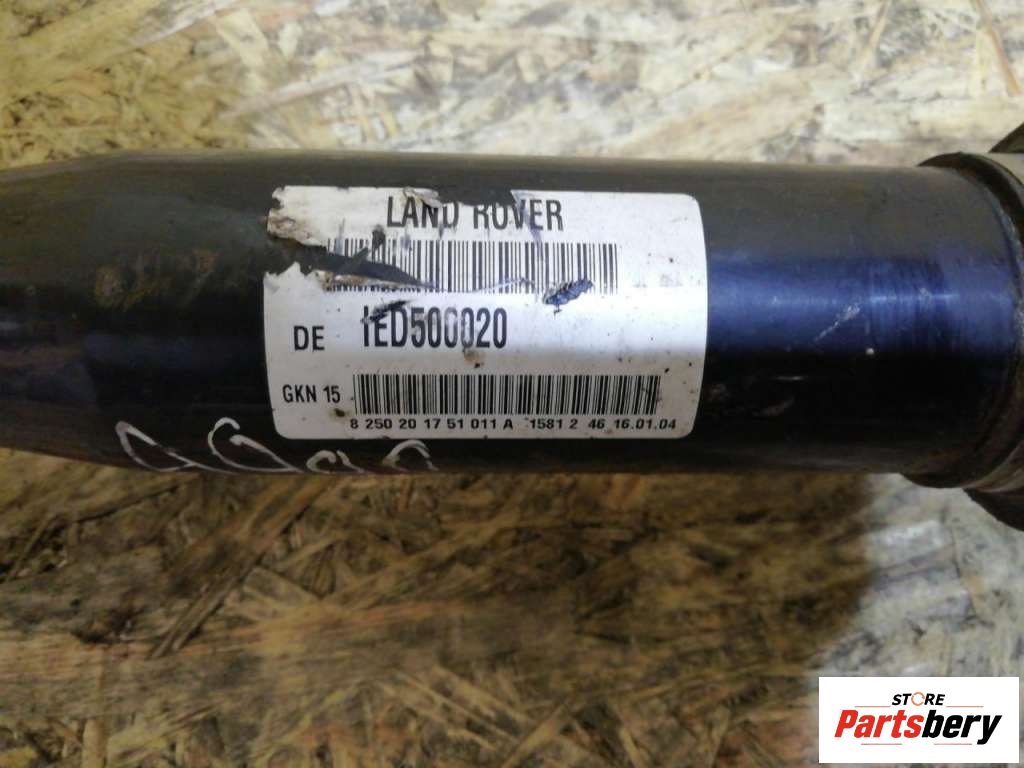 LAND ROVER
DE IED500020
GKN 15
8 250 20 17 51 011 A 1581 2 46 16.01.04
STORE
Partsbery